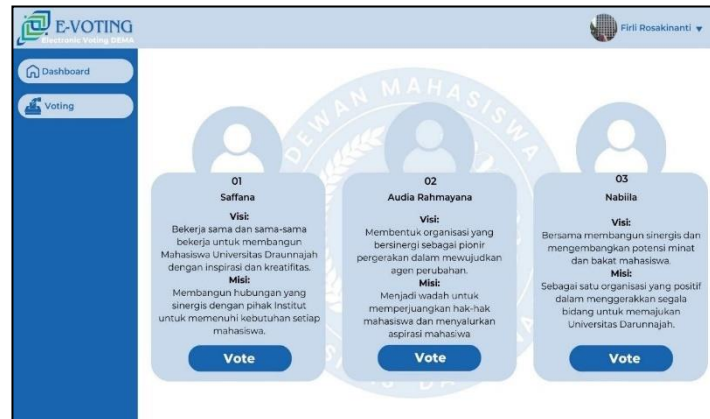 E-VOTING
Electronic Voting DEMA
Firli Rosakinanti
Dashboard
Voting
DEWAN MAHASISWA
01
Saffana
Visi:
Bekerja sama dan sama-sama
bekerja untuk membangun
Mahasiswa Universitas Draunnajah
dengan inspirasi dan kreatifitas.
Misi:
Membangun hubungan yang
sinergis dengan pihak Institut
untuk memenuhi kebutuhan setiap
mahasiswa.
Vote
02
Audia Rahmayana
Visi:
Membentuk organisasi yang
bersinergi sebagai pionir
pergerakan dalam mewujudkan
agen perubahan.
Misi:
Menjadi wadah untuk
memperjuangkan hak-hak
mahasiswa dan menyalurkan
aspirasi mahasiwa
Vote
03
Nabiila
Visi:
Bersama membangun sinergis dan
mengembangkan potensi minat
dan bakat mahasiswa.
Misi:
Sebagai satu organisasi yang positif
dalam menggerakkan segala
bidang untuk memajukan
Universitas Darunnajah.
Vote